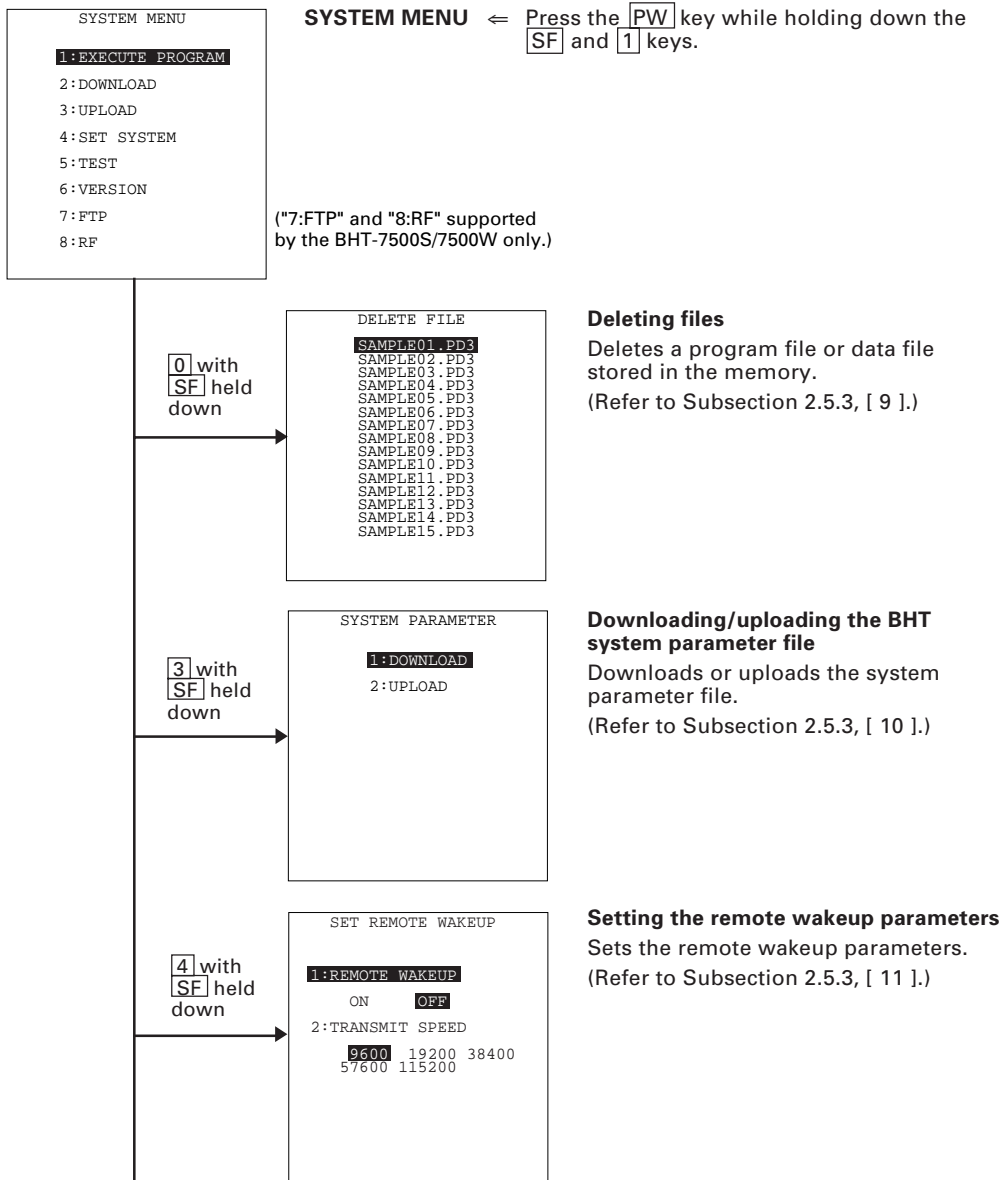 SYSTEM MENU
1:EXECUTE PROGRAM
2:DOWNLOAD
3:UPLOAD
4:SET SYSTEM
5:TEST
6:VERSION
7:FTP
8:RF
SYSTEM MENU ⇐ Press the PW key while holding down the
SF and 1 keys.
("7:FTP" and "8:RF" supported
by the BHT-7500S/7500W only.)
0 with
SF held
down
DELETE FILE
SAMPLE01.PD3
SAMPLE02.PD3
SAMPLE03.PD3
SAMPLE04.PD3
SAMPLE05.PD3
SAMPLE06.PD3
SAMPLE07.PD3
SAMPLE08.PD3
SAMPLE09.PD3
SAMPLE10.PD3
SAMPLE11.PD3
SAMPLE12.PD3
SAMPLE13.PD3
SAMPLE14.PD3
SAMPLE15.PD3
Deleting files
Deletes a program file or data file
stored in the memory.
(Refer to Subsection 2.5.3, [ 9 ].)
3 with
SF held
down
SYSTEM PARAMETER
1:DOWNLOAD
2:UPLOAD
Downloading/uploading the BHT
system parameter file
Downloads or uploads the system
parameter file.
(Refer to Subsection 2.5.3, [ 10 ].)
4 with
SF held
down
SET REMOTE WAKEUP
1:REMOTE WAKEUP
ON OFF
2:TRANSMIT SPEED
9600 19200 38400
57600 115200
Setting the remote wakeup parameters
Sets the remote wakeup parameters.
(Refer to Subsection 2.5.3, [ 11 ].)